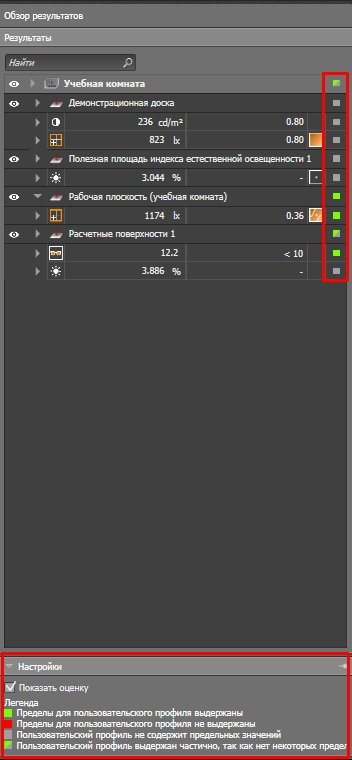 Обзор результатов
Результаты
Найти
Учебная комната
Демонстрационная доска
236 cd/m² 0.80
823 lx 0.80
Полезная площадь индекса естественной освещенности 1
3.044 % -
Рабочая плоскость (учебная комната)
1174 lx 0.36
Расчетные поверхности 1
12.2 < 10
3.886 % -
Настройки
Показать оценку
Легенда
Пределы для пользовательского профиля выдержаны
Пределы для пользовательского профиля не выдержаны
Пользовательский профиль не содержит предельных значений
Пользовательский профиль выдержан частично, так как нет некоторых предел